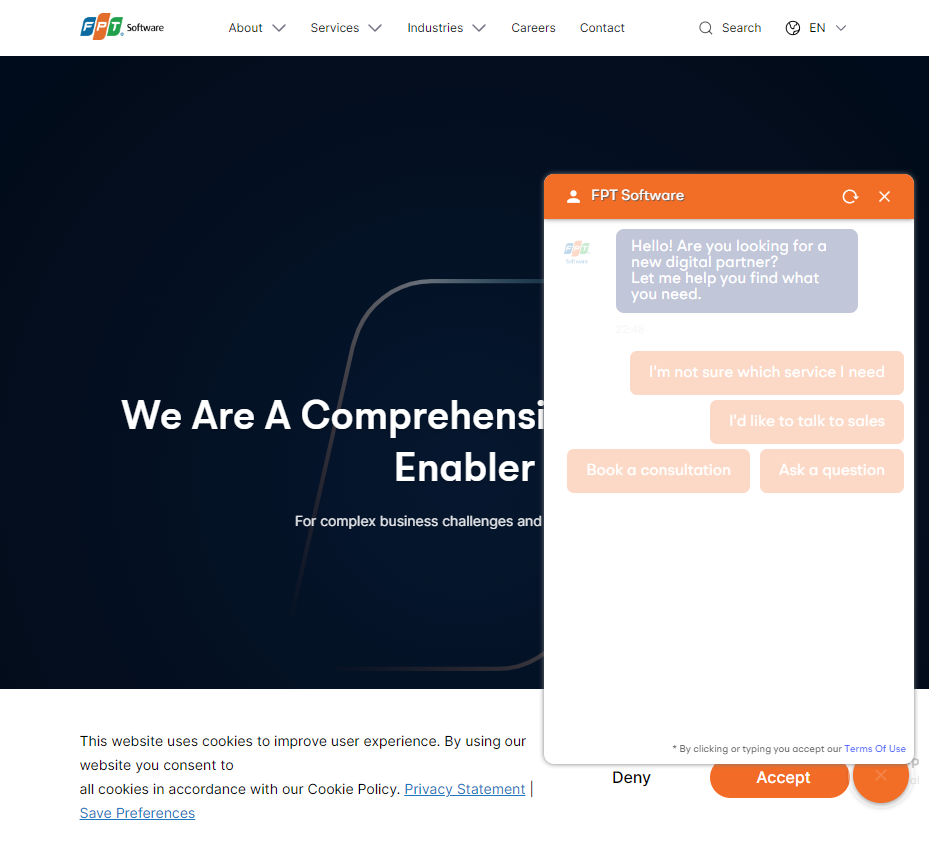 FPT Software
About
Services
Industries
Careers
Contact
Search
EN
We Are A Comprehensi
Enabler
For complex business challenges and
FPT Software
FPT Software
Hello! Are you looking for a
new digital partner?
Let me help you find what
you need.
I'm not sure which service I need
I'd like to talk to sales
Book a consultation
Ask a question
* By clicking or typing you accept our Terms Of Use
This website uses cookies to improve user experience. By using our
website you consent to
all cookies in accordance with our Cookie Policy. Privacy Statement |
Save Preferences
Deny
Accept